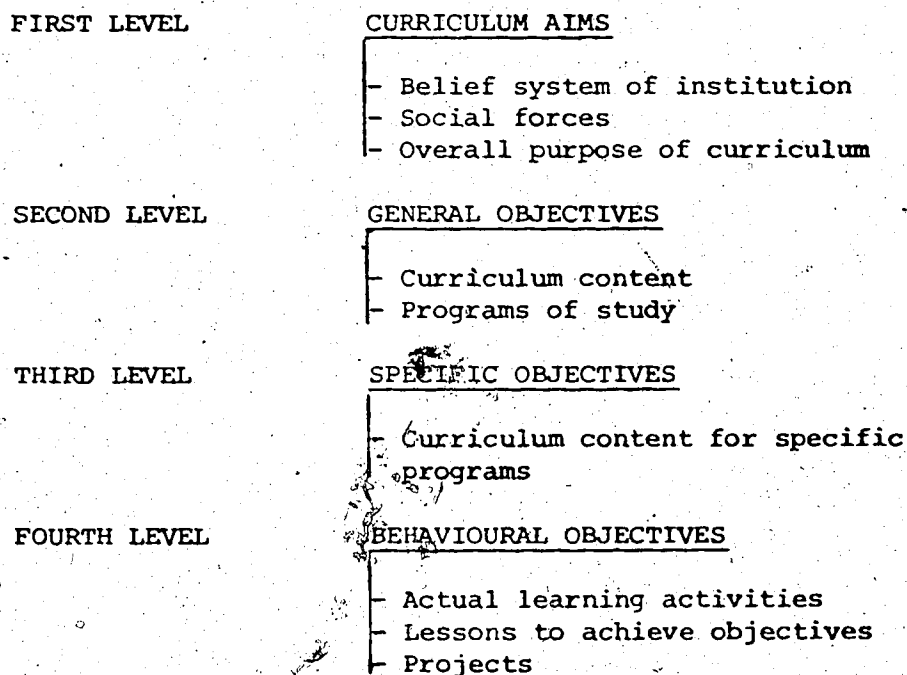 FIRST LEVEL CURRICULUM AIMS
- Belief system of institution
- Social forces
- Overall purpose of curriculum
SECOND LEVEL GENERAL OBJECTIVES
- Curriculum content
- Programs of study
THIRD LEVEL SPECIFIC OBJECTIVES
- Curriculum content for specific
programs
FOURTH LEVEL BEHAVIOURAL OBJECTIVES
- Actual learning activities
- Lessons to achieve objectives
- Projects